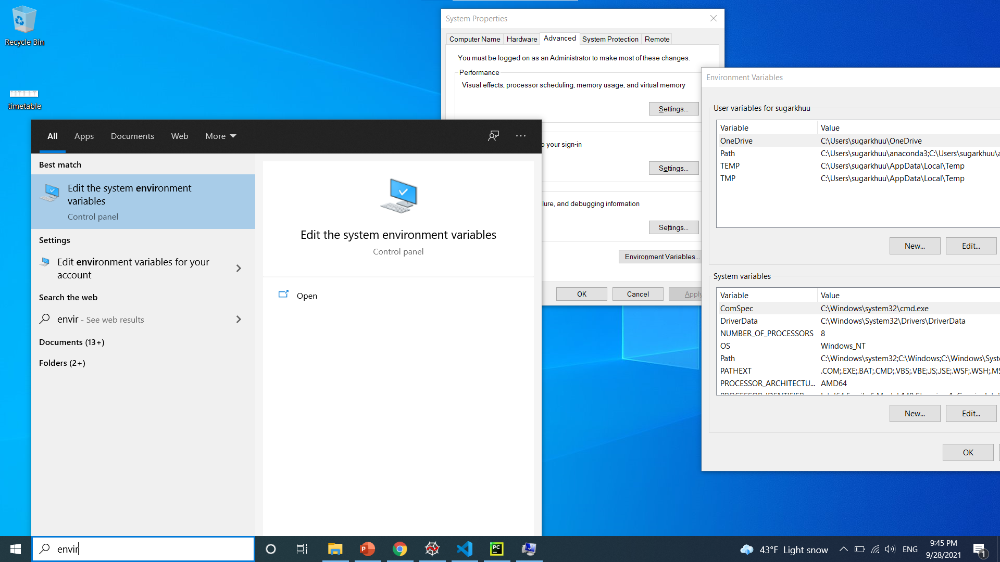 Recycle Bin
timetable
All
Apps
Documents
Web
More
Best match
Edit the system environment
variables
Control panel
Settings
Edit environment variables for your
account
Search the web
envir - See web results
Documents (13+)
Folders (2+)
Edit the system environment variables
Control panel
Open
System Properties
Computer Name
Hardware
Advanced
System Protection
Remote
You must be logged on as an Administrator to make most of these changes.
Performance
Visual effects, processor scheduling, memory usage, and virtual memory
Settings...
your sign-in
Settings...
and debugging information
Settings...
Environment Variables...
OK
Cancel
Apply
Environment Variables
User variables for sugarkhuu
Variable Value
OneDrive C:\Users\sugarkhuu\OneDrive
Path C:\Users\sugarkhuu\anaconda3;C:\Users\sugarkhuu\a
TEMP C:\Users\sugarkhuu\AppData\Local\Temp
TMP C:\Users\sugarkhuu\AppData\Local\Temp
New...
Edit...
System variables
Variable Value
ComSpec C:\Windows\system32\cmd.exe
DriverData C:\Windows\System32\Drivers\DriverData
NUMBER_OF_PROCESSORS 8
OS Windows_NT
Path C:\Windows\system32;C:\Windows;C:\Windows\Syste
PATHEXT .COM;.EXE;.BAT;.CMD;.VBS;.VBE;.JS;.JSE;.WSF;.WSH;.MS
PROCESSOR_ARCHITECTU... AMD64
New...
Edit...
OK
envir
43°F Light snow
ENG
9:45 PM
9/28/2021
1